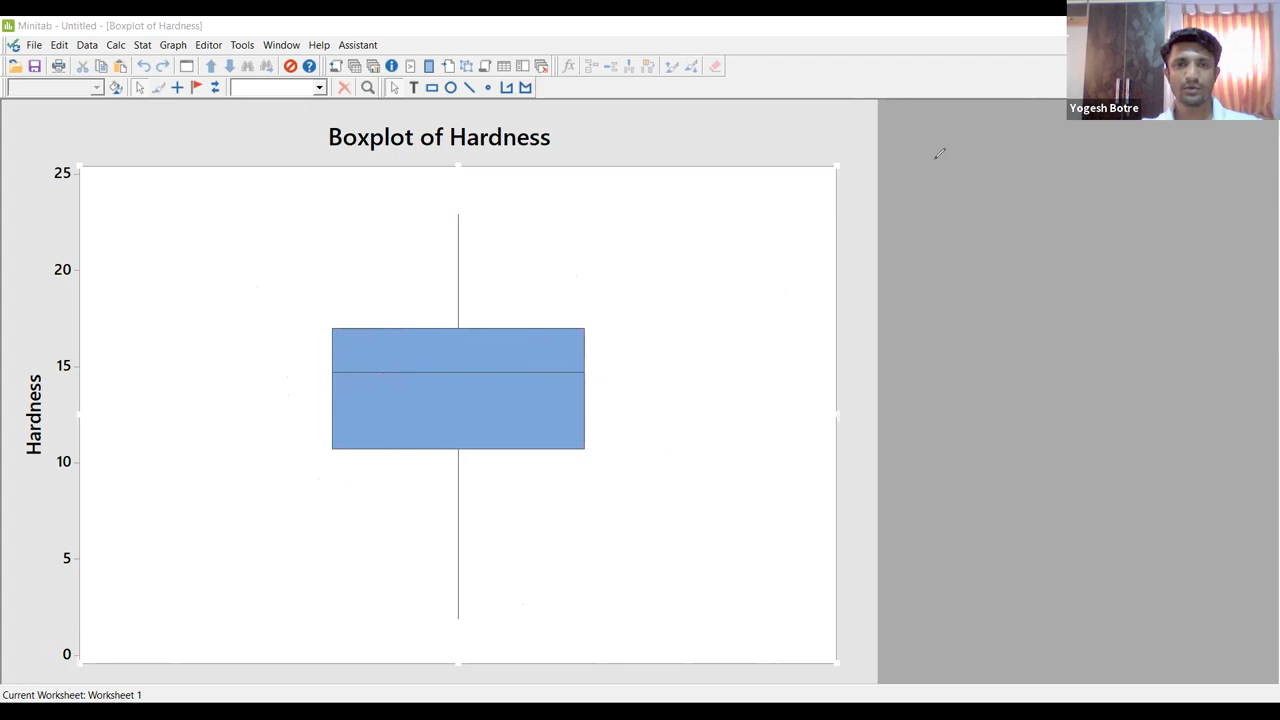 Minitab - Untitled - [Boxplot of Hardness]
File Edit Data Calc Stat Graph Editor Tools Window Help Assistant
Yogesh Botre
Boxplot of Hardness
25
20
15
10
5
0
Hardness
Current Worksheet: Worksheet 1